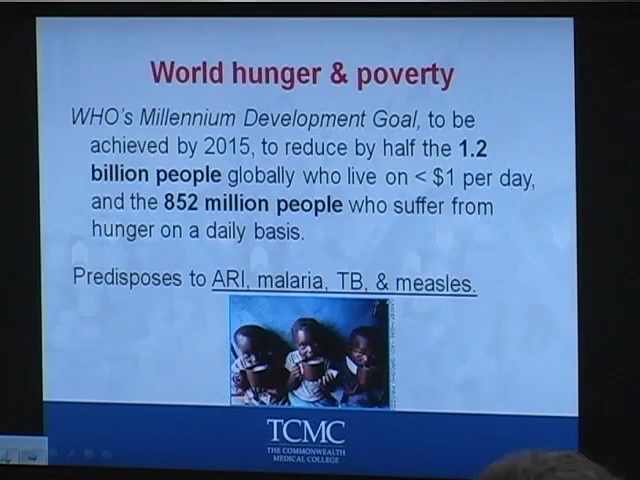 World hunger & poverty
WHO's Millennium Development Goal, to be
achieved by 2015, to reduce by half the 1.2
billion people globally who live on < $1 per day,
and the 852 million people who suffer from
hunger on a daily basis.
Predisposes to ARI, malaria, TB, & measles.
TCMC
THE COMMONWEALTH
MEDICAL COLLEGE